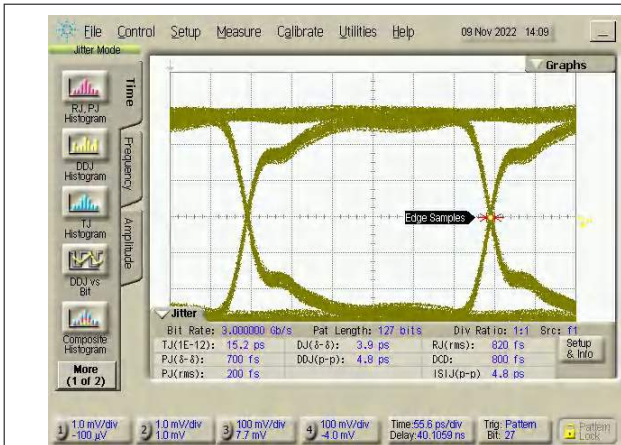 File Control Setup Measure Calibrate Utilities Help 09 Nov 2022 14:09
Jitter Mode
Graphs
Time
Frequency
Amplitude
RJ, PJ
Histogram
DDJ
Histogram
TJ
Histogram
DDJ vs
Bit
Composite
Histogram
More
(1 of 2)
Edge Samples
Jitter
Bit Rate: 3.000000 Gb/s Pat Length: 127 bits Div Ratio: 1:1 Src: f1
TJ(1E-12): 15.2 ps DJ(δ-δ): 3.9 ps RJ(rms): 820 fs
PJ(δ-δ): 700 fs DDJ(p-p): 4.8 ps DCD: 800 fs
PJ(rms): 200 fs ISI(p-p) 4.8 ps
Setup
& Info
1 1.0 mV/div
-100 µV
2 1.0 mV/div
1.0 mV
3 100 mV/div
7.7 mV
4 100 mV/div
-4.0 mV
Time:55.6 ps/div
Delay:40.1059 ns
Trig: Pattern
Bit: 27
Pattern
Lock